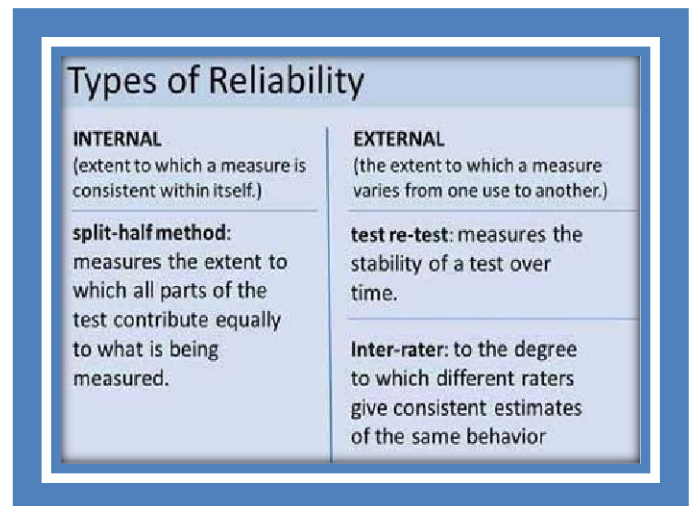 Types of Reliability
INTERNAL
(extent to which a measure is
consistent within itself.)
split-half method:
measures the extent to
which all parts of the
test contribute equally
to what is being
measured.
EXTERNAL
(the extent to which a measure
varies from one use to another.)
test re-test: measures the
stability of a test over
time.
Inter-rater: to the degree
to which different raters
give consistent estimates
of the same behavior